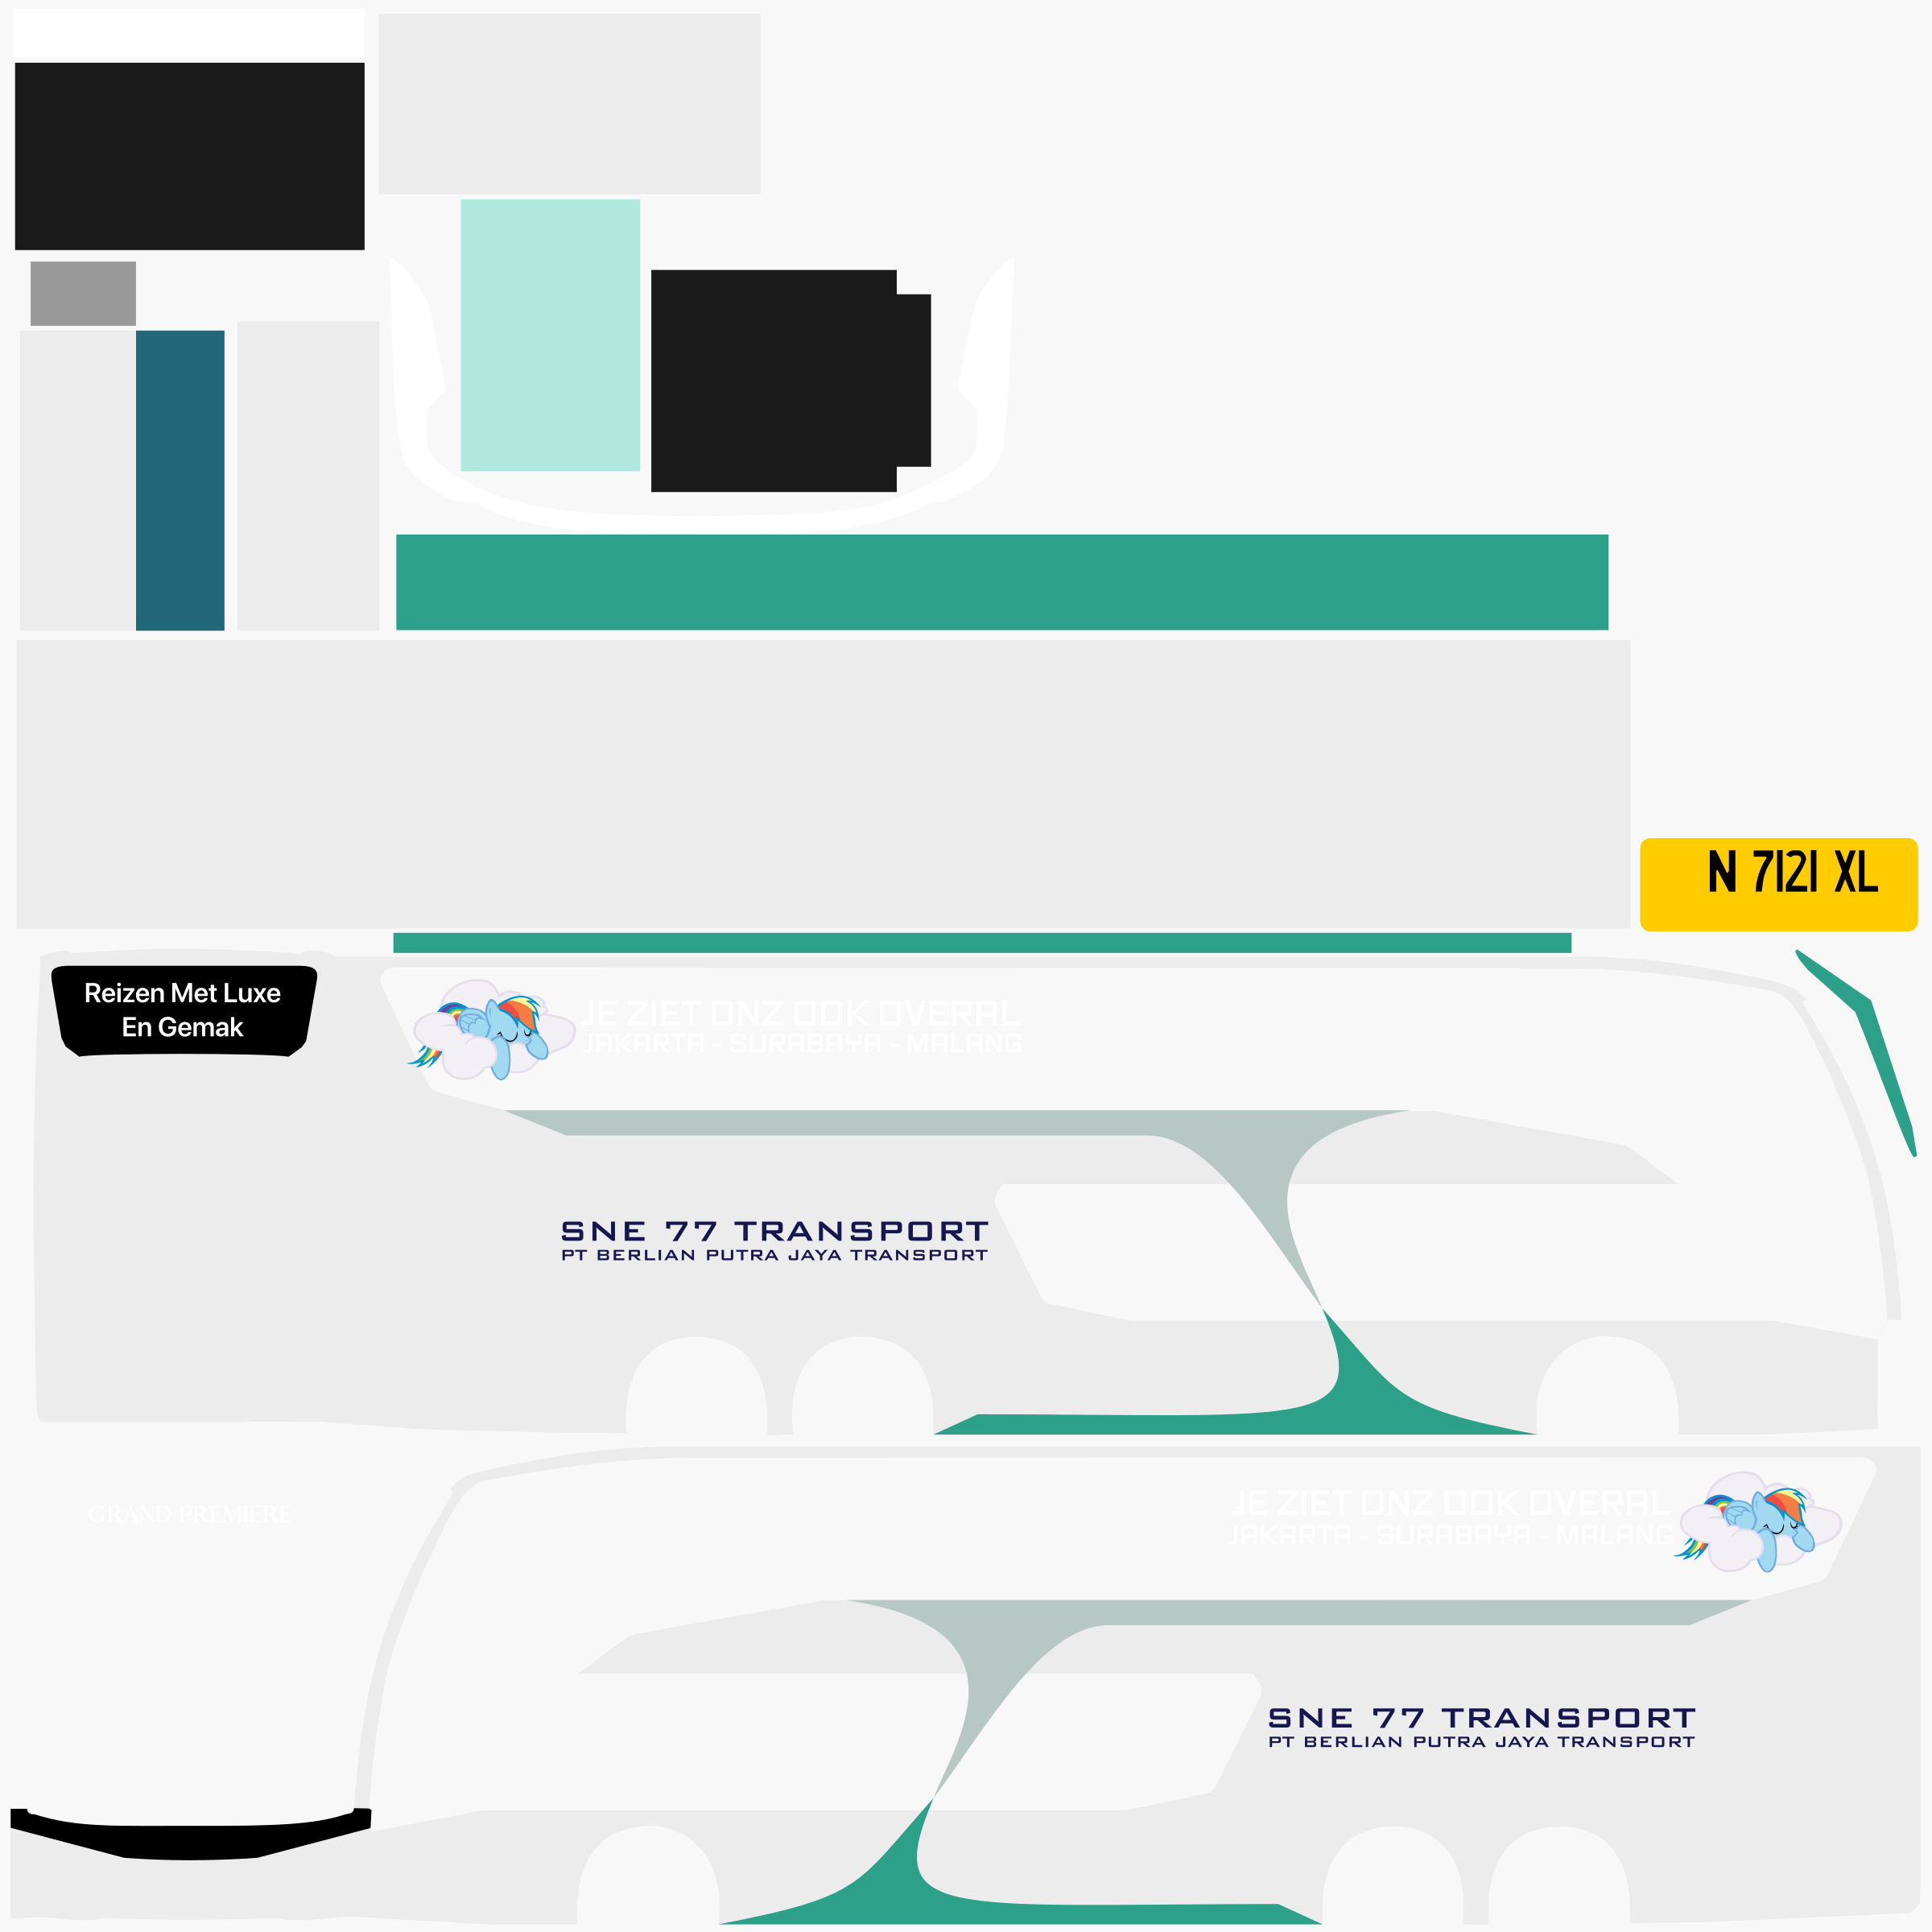 N 7121 XL
Reizen Met Luxe
En Gemak
JE ZIET ONZ OOK OVERAL
JAKARTA - SURABAYA - MALANG
SNE 77 TRANSPORT
PT BERLIAN PUTRA JAYA TRANSPORT
JE ZIET ONZ OOK OVERAL
JAKARTA - SURABAYA - MALANG
GRAND PREMIERE
SNE 77 TRANSPORT
PT BERLIAN PUTRA JAYA TRANSPORT